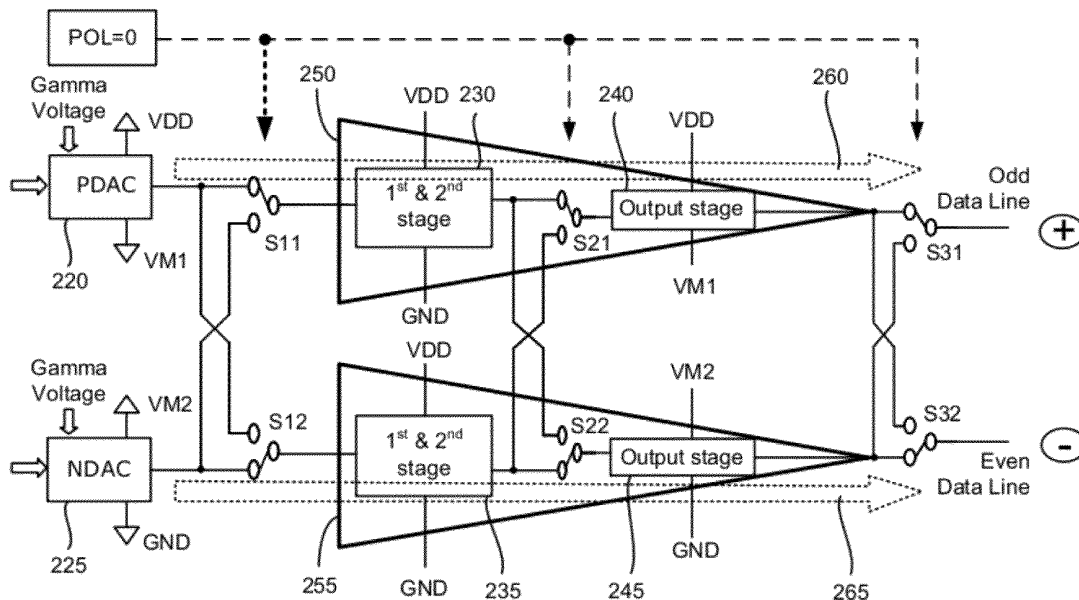 POL=0
Gamma
Voltage
VDD
PDAC
220
VM1
S11
250
VDD
230
1st & 2nd
stage
GND
240
VDD
S21
Output stage
VM1
260
Odd
Data Line
+
S31
Gamma
Voltage
VM2
NDAC
225
GND
S12
255
VDD
1st & 2nd
stage
GND
235
VM2
S22
Output stage
245
GND
S32
-
Even
Data Line
265